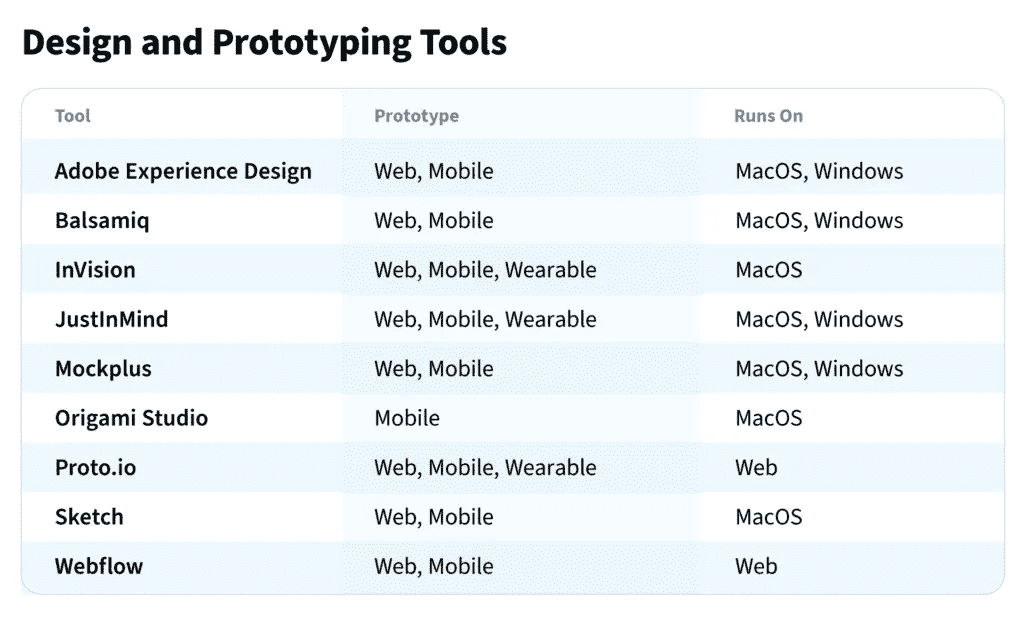 Design and Prototyping Tools
Tool Prototype Runs On
Adobe Experience Design Web, Mobile MacOS, Windows
Balsamiq Web, Mobile MacOS, Windows
InVision Web, Mobile, Wearable MacOS
JustInMind Web, Mobile, Wearable MacOS, Windows
Mockplus Web, Mobile MacOS, Windows
Origami Studio Mobile MacOS
Proto.io Web, Mobile, Wearable Web
Sketch Web, Mobile MacOS
Webflow Web, Mobile Web